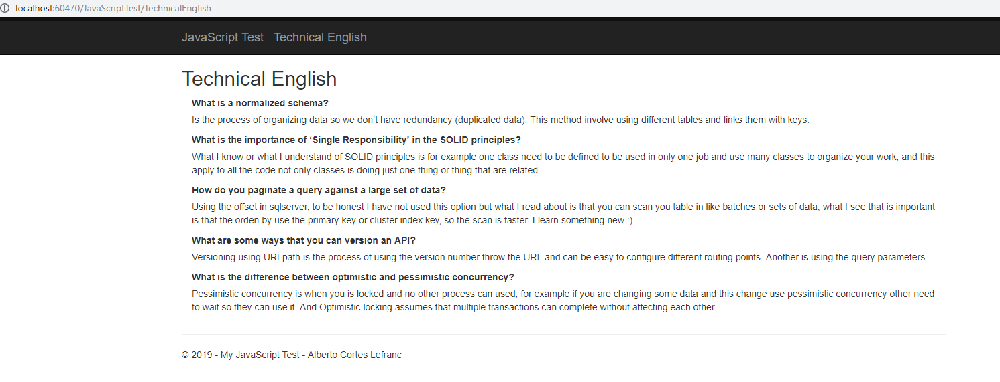 localhost:60470/JavaScriptTest/TechnicalEnglish
JavaScript Test Technical English
Technical English
What is a normalized schema?
Is the process of organizing data so we don’t have redundancy (duplicated data). This method involve using different tables and links them with keys.
What is the importance of ‘Single Responsibility’ in the SOLID principles?
What I know or what I understand of SOLID principles is for example one class need to be defined to be used in only one job and use many classes to organize your work, and this
apply to all the code not only classes is doing just one thing or thing that are related.
How do you paginate a query against a large set of data?
Using the offset in sqlserver, to be honest I have not used this option but what I read about is that you can scan you table in like batches or sets of data, what I see that is important
is that the orden by use the primary key or cluster index key, so the scan is faster. I learn something new :)
What are some ways that you can version an API?
Versioning using URI path is the process of using the version number throw the URL and can be easy to configure different routing points. Another is using the query parameters
What is the difference between optimistic and pessimistic concurrency?
Pessimistic concurrency is when you is locked and no other process can used, for example if you are changing some data and this change use pessimistic concurrency other need
to wait so they can use it. And Optimistic locking assumes that multiple transactions can complete without affecting each other.
© 2019 - My JavaScript Test - Alberto Cortes Lefranc